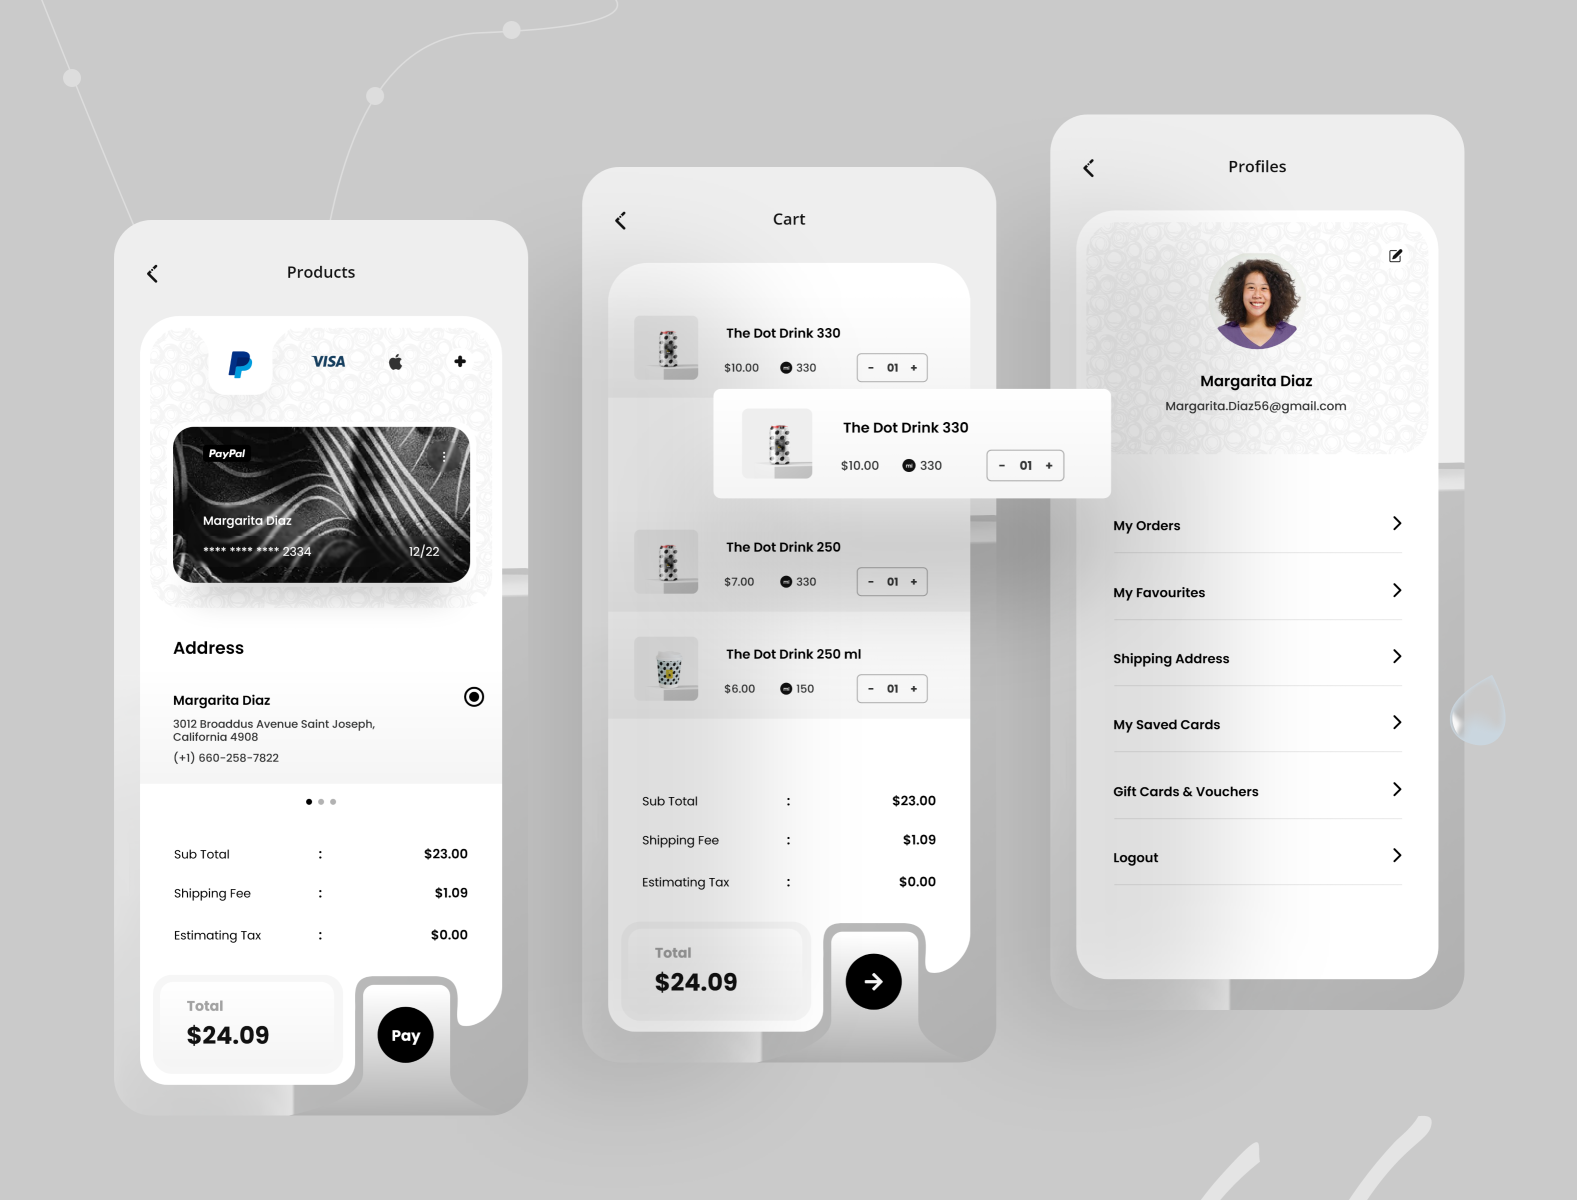 Products
VISA
PayPal
Margarita Diaz
**** **** **** 2334 12/22
Address
Margarita Diaz
3012 Broaddus Avenue Saint Joseph,
California 4908
(+1) 660-258-7822
Sub Total : $23.00
Shipping Fee : $1.09
Estimating Tax : $0.00
Total
$24.09
Pay
Cart
The Dot Drink 330
$10.00 ml 330 - 01 +
The Dot Drink 330
$10.00 ml 330 - 01 +
The Dot Drink 250
$7.00 ml 330 - 01 +
The Dot Drink 250 ml
$6.00 ml 150 - 01 +
Sub Total : $23.00
Shipping Fee : $1.09
Estimating Tax : $0.00
Total
$24.09
Profiles
Margarita Diaz
Margarita.Diaz56@gmail.com
My Orders
My Favourites
Shipping Address
My Saved Cards
Gift Cards & Vouchers
Logout